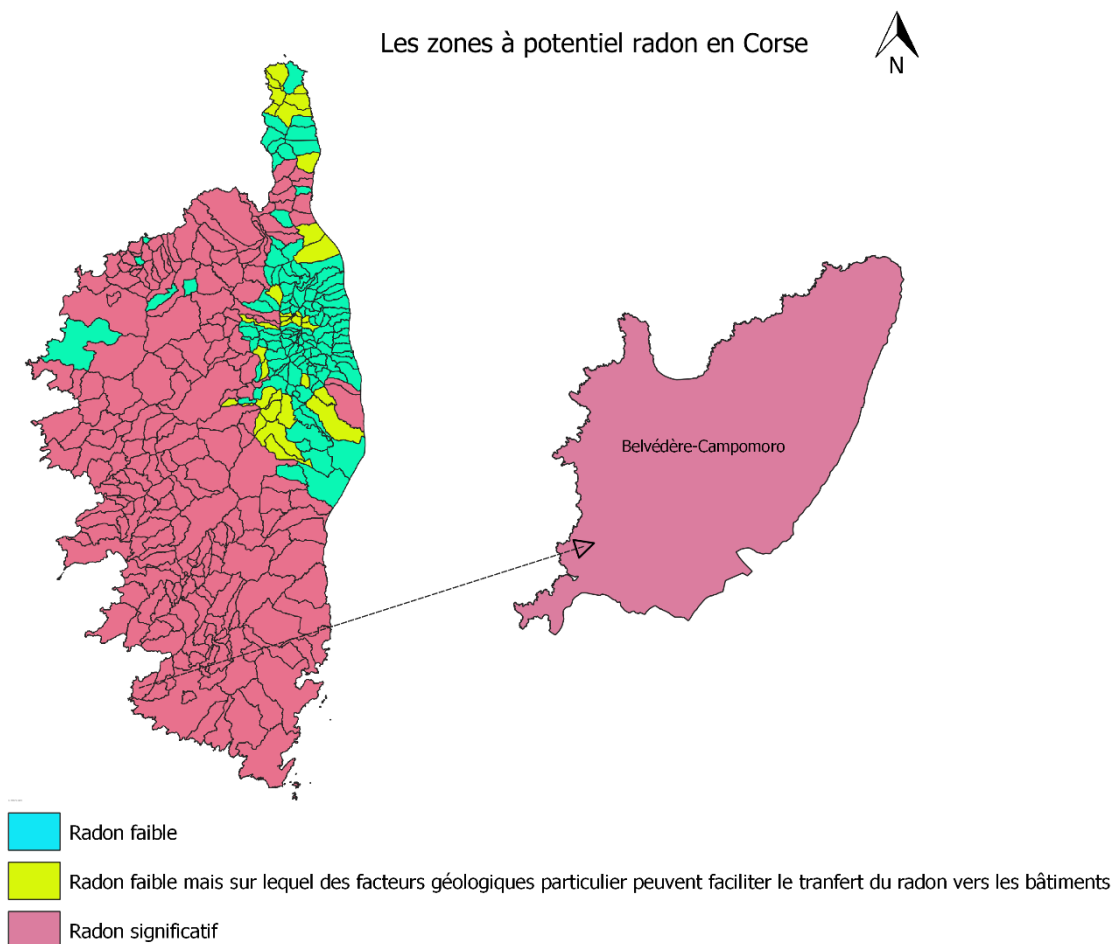 Les zones à potentiel radon en Corse
N
Belvédère-Campomoro
Radon faible
Radon faible mais sur lequel des facteurs géologiques particulier peuvent faciliter le tranfert du radon vers les bâtiments
Radon significatif